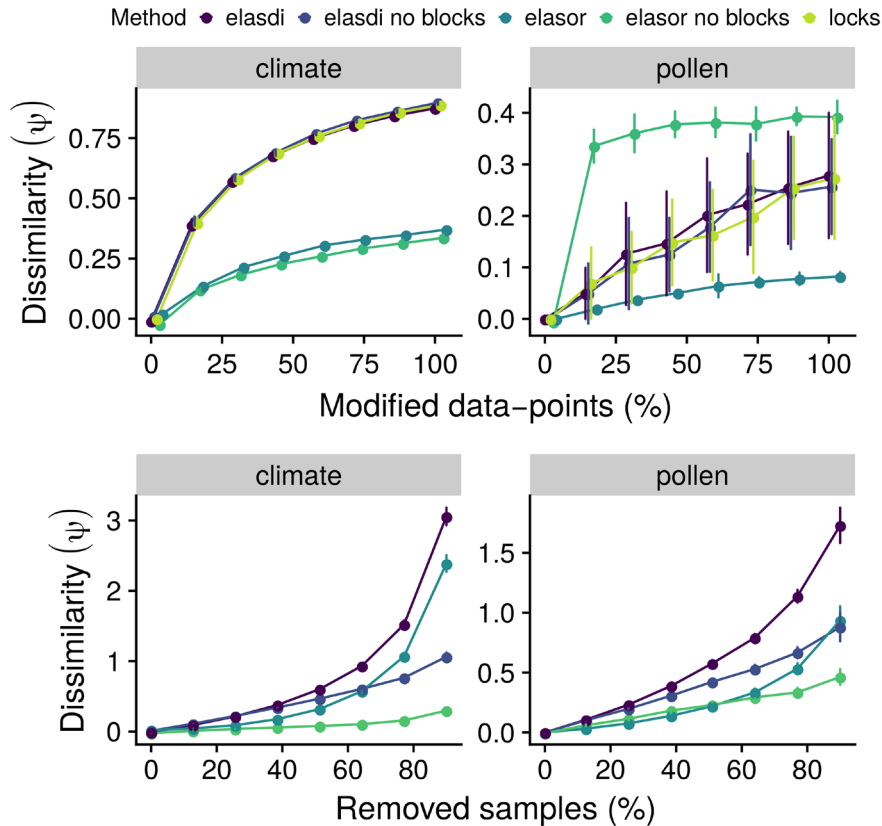 Method elasdi elasdi no blocks elasor elasor no blocks locks
climate pollen
Dissimilarity (ψ)
0.75
0.50
0.25
0.00
0.4
0.3
0.2
0.1
0.0
0 25 50 75 100 0 25 50 75 100
Modified data−points (%)
climate pollen
Dissimilarity (ψ)
3
2
1
0
1.5
1.0
0.5
0.0
0 20 40 60 80 0 20 40 60 80
Removed samples (%)